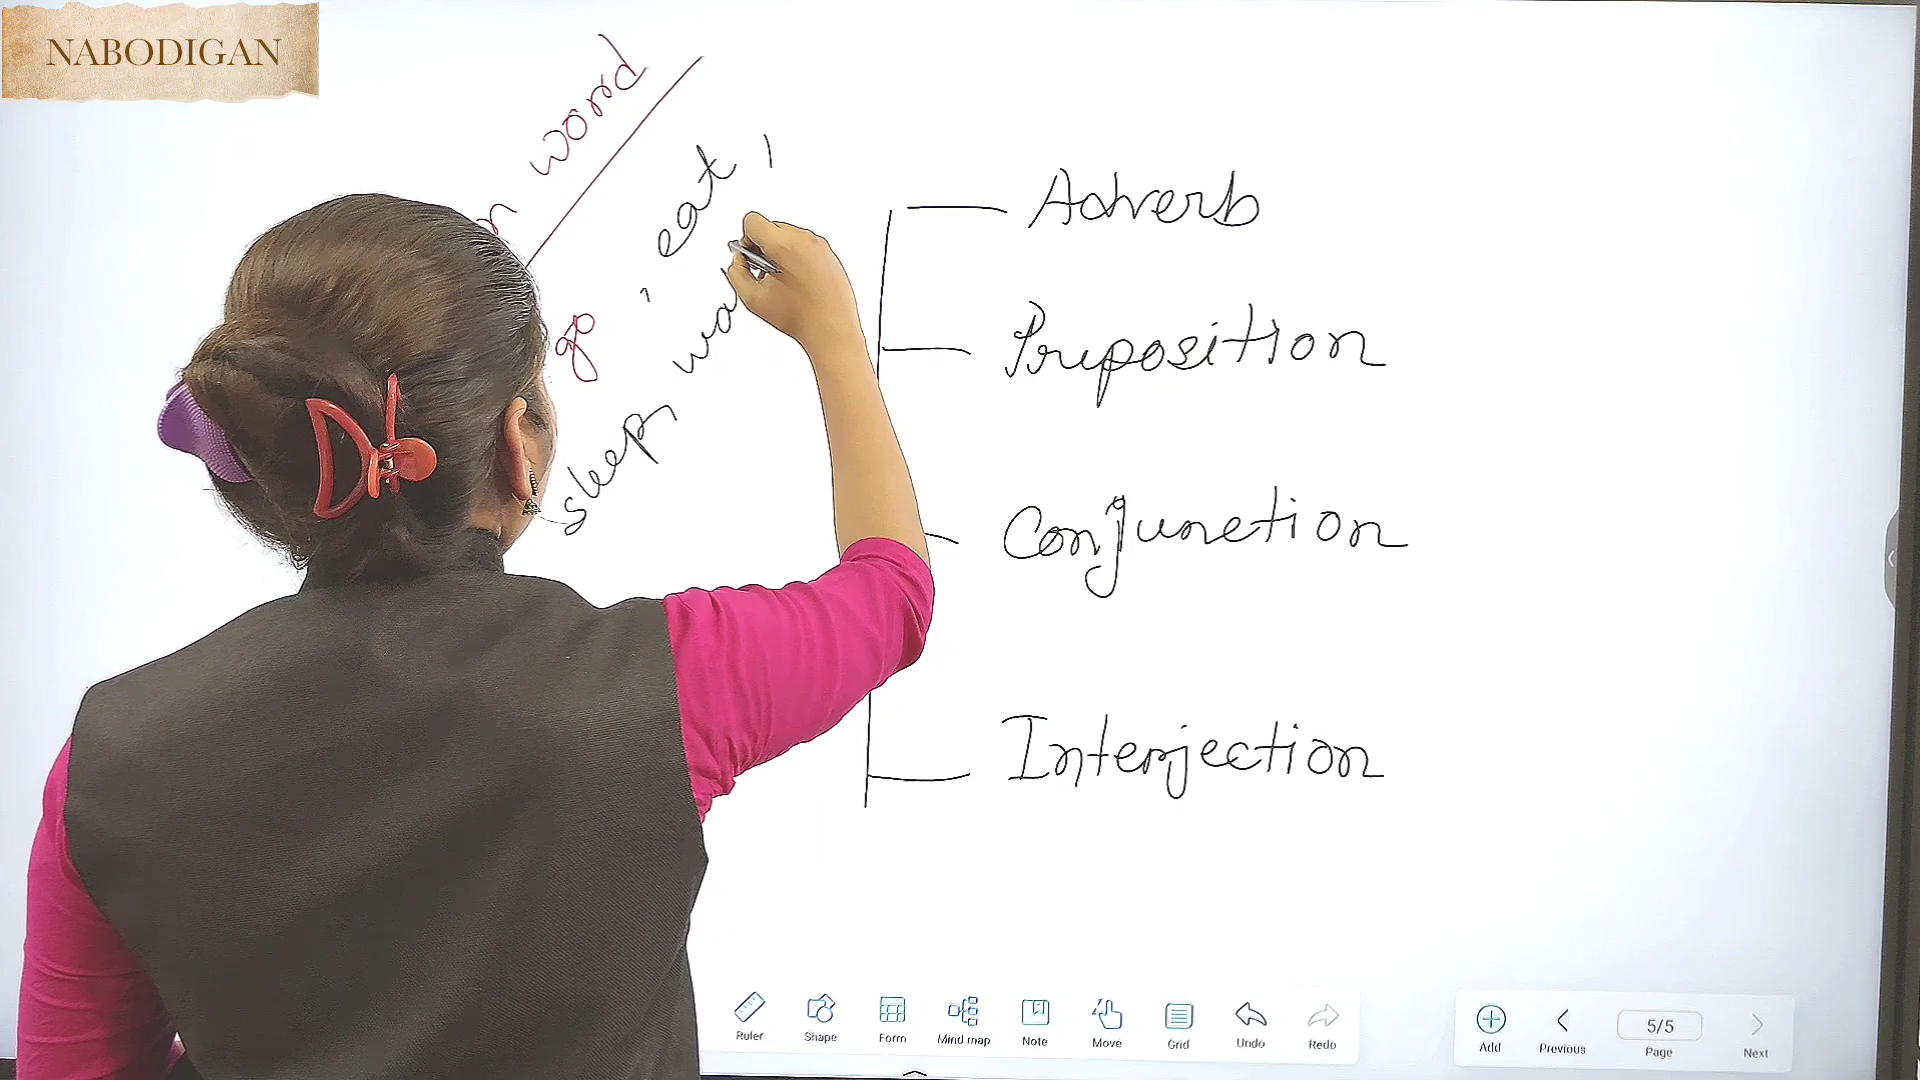 NABODIGAN
word
go, eat,
sleep,
Adverb
Preposition
Conjunction
Interjection
Ruler Shape Form Mind map Note Move Grid Undo Redo
Add Previous 5/5 Page Next